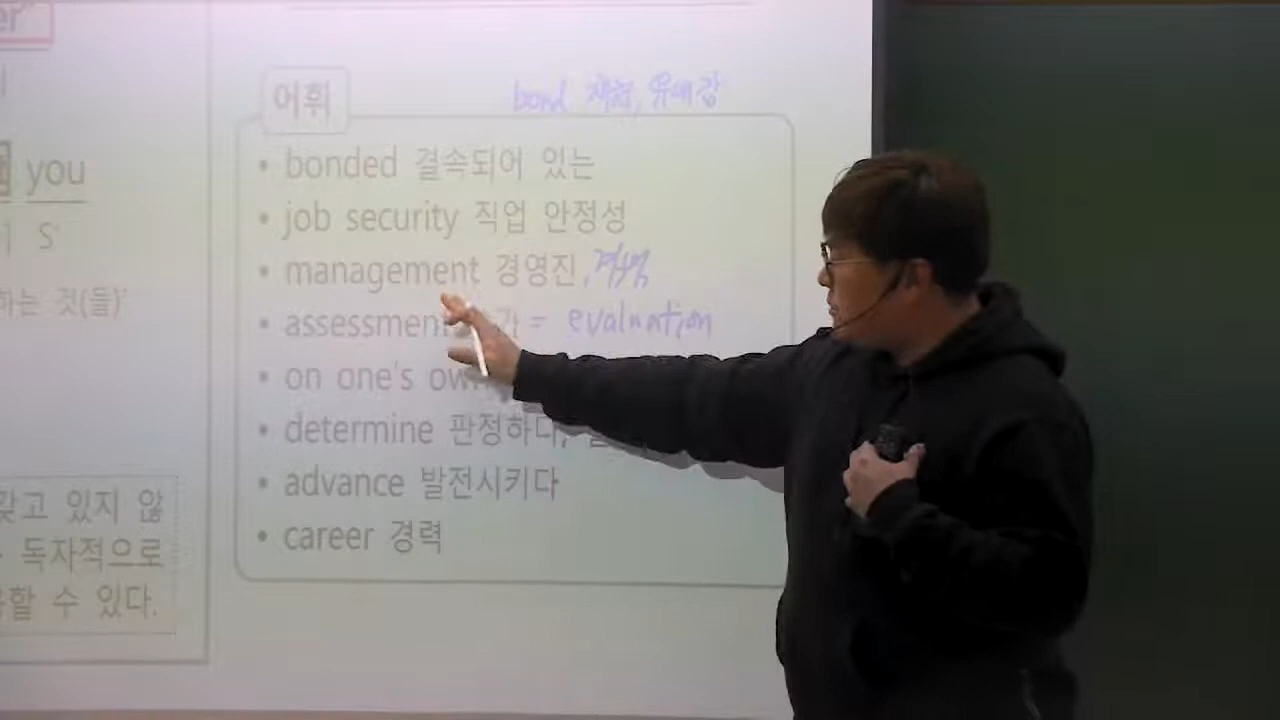 er"
you
S'
하는 것(들)'
갖고 있지 않
독자적으로
할 수 있다.
bond 채권, 유대감
어휘
• bonded 결속되어 있는
• job security 직업 안정성
• management 경영진, 경영
• assessment = evaluation
• on one's own
• determine 판정하다,
• advance 발전시키다
• career 경력